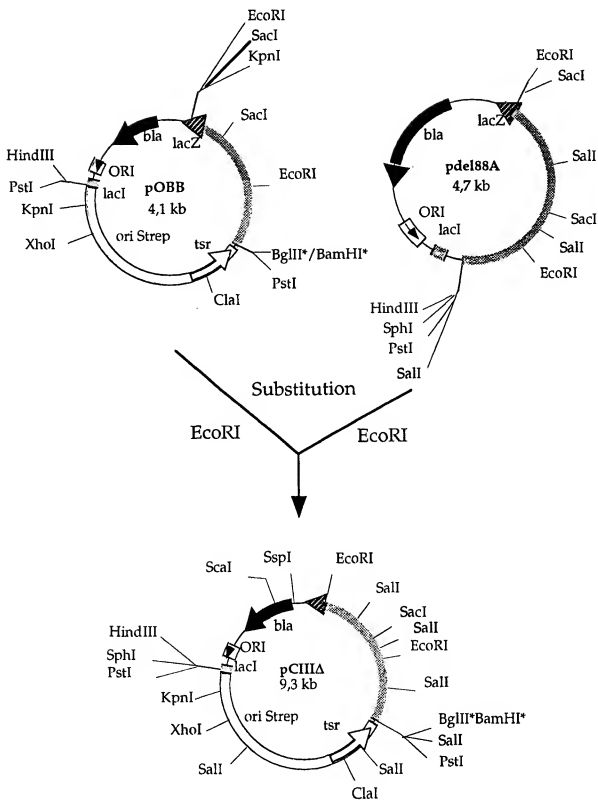 EcoRI
SacI
KpnI
SacI
bla
lacZ
HindIII
ORI
PstI
lacI
pOBB
4,1 kb
EcoRI
KpnI
XhoI
ori Strep
tsr
BglII*/BamHI*
PstI
ClaI
EcoRI
SacI
lacZ
bla
pdel88A
4,7 kb
SalI
ORI
lacI
SacI
SalI
EcoRI
HindIII
SphI
PstI
SalI
Substitution
EcoRI
EcoRI
SspI
EcoRI
ScaI
SalI
bla
SacI
SalI
EcoRI
HindIII
ORI
SphI
lacI
PstI
pCIIIΔ
9,3 kb
SalI
KpnI
ori Strep
tsr
XhoI
BglII*BamHI*
SalI
PstI
SalI
SalI
ClaI